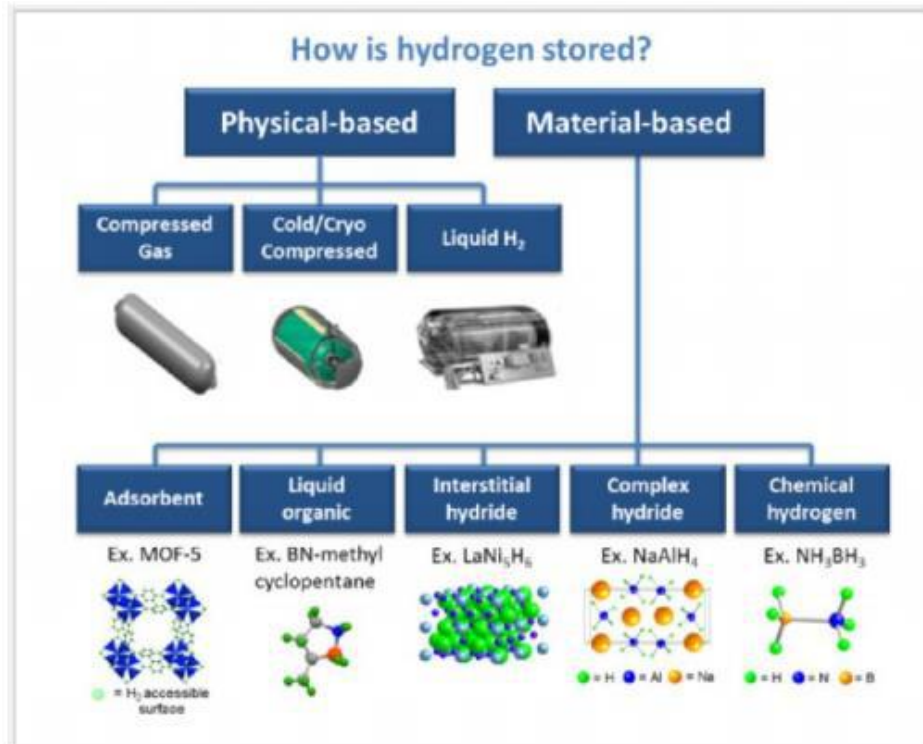 How is hydrogen stored?
Physical-based
Material-based
Compressed
Gas
Cold/Cryo
Compressed
Liquid H₂
Adsorbent
Liquid
organic
Interstitial
hydride
Complex
hydride
Chemical
hydrogen
Ex. MOF-5
Ex. BN-methyl
cyclopentane
Ex. LaNi₅H₆
Ex. NaAlH₄
Ex. NH₃BH₃
= H₂ accessible
surface
= H = Al = Na
= H = N = B